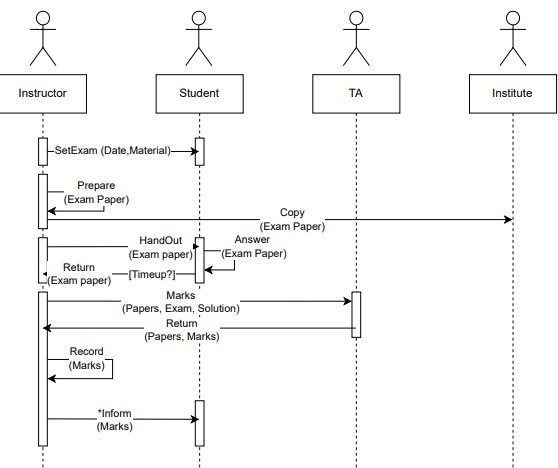 Instructor
Student
TA
Institute
SetExam (Date,Material)
Prepare
(Exam Paper)
Copy
(Exam Paper)
HandOut
(Exam paper)
Answer
(Exam Paper)
Return
(Exam paper)
[Timeup?]
Marks
(Papers, Exam, Solution)
Return
(Papers, Marks)
Record
(Marks)
*Inform
(Marks)